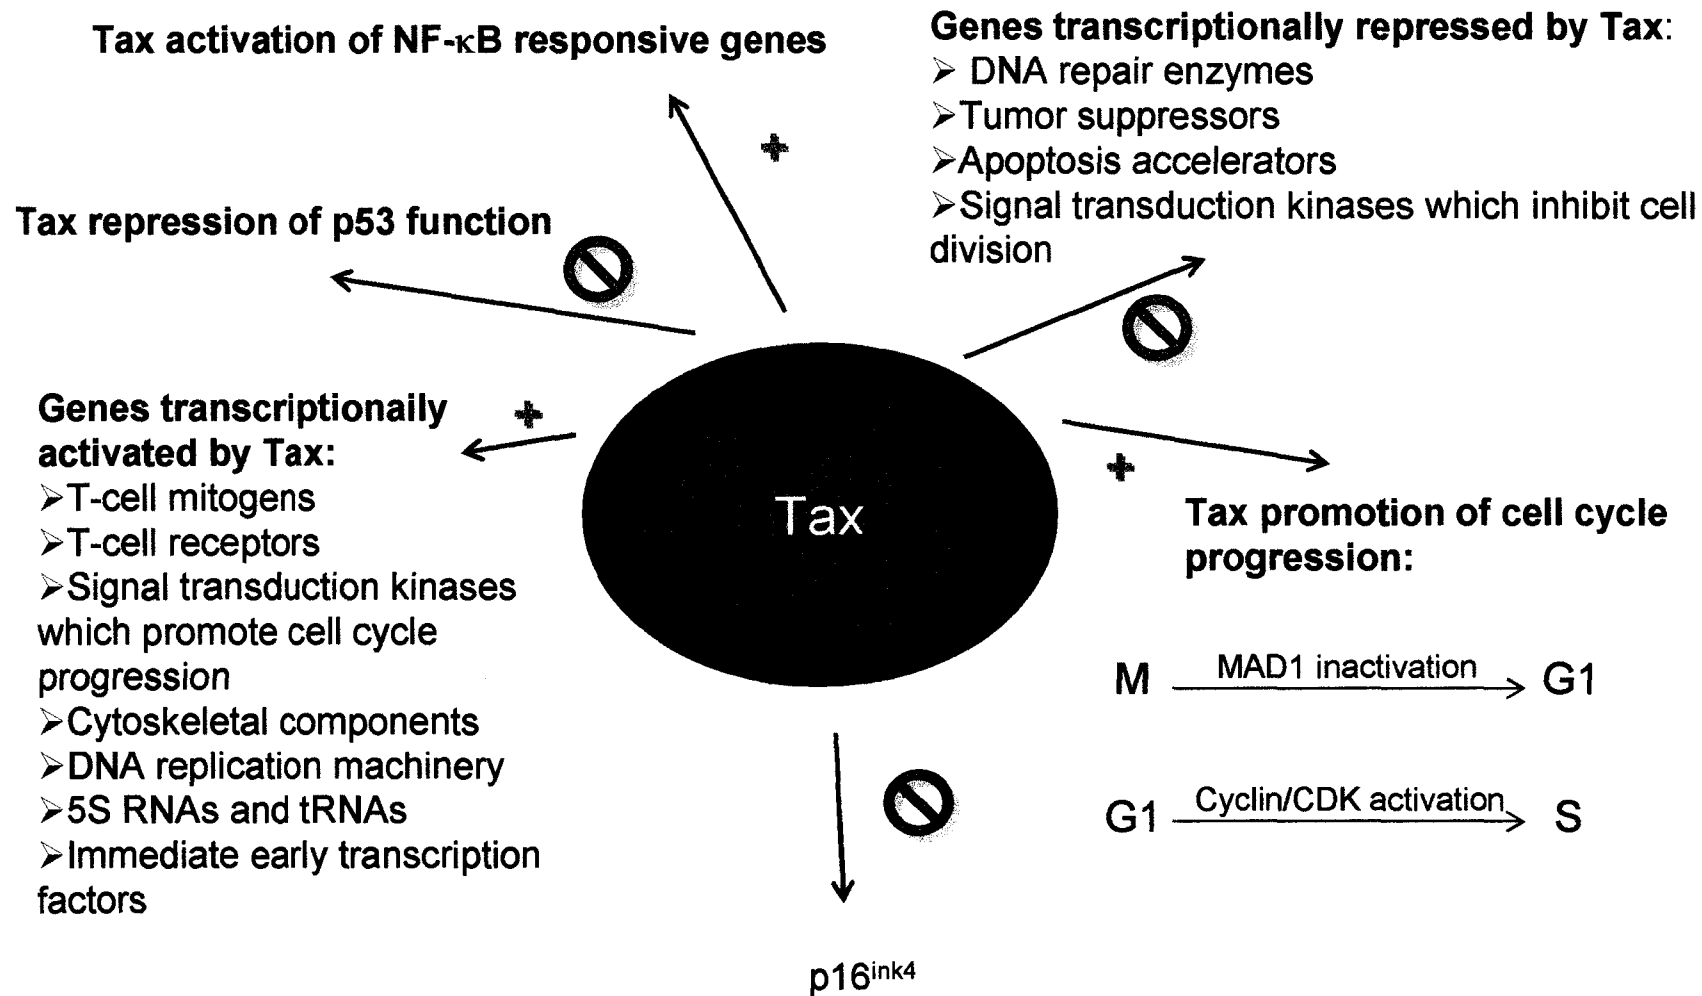 Tax activation of NF-κB responsive genes
Genes transcriptionally repressed by Tax:
➢ DNA repair enzymes
➢Tumor suppressors
➢Apoptosis accelerators
➢Signal transduction kinases which inhibit cell
division
Tax repression of p53 function
+
Genes transcriptionaily
activated by Tax:
➢T-cell mitogens
➢T-cell receptors
➢Signal transduction kinases
which promote cell cycle
progression
➢Cytoskeletal components
➢DNA replication machinery
➢5S RNAs and tRNAs
➢Immediate early transcription
factors
+
Tax
+
Tax promotion of cell cycle
progression:
M MAD1 inactivation G1
G1 Cyclin/CDK activation S
p16ink4